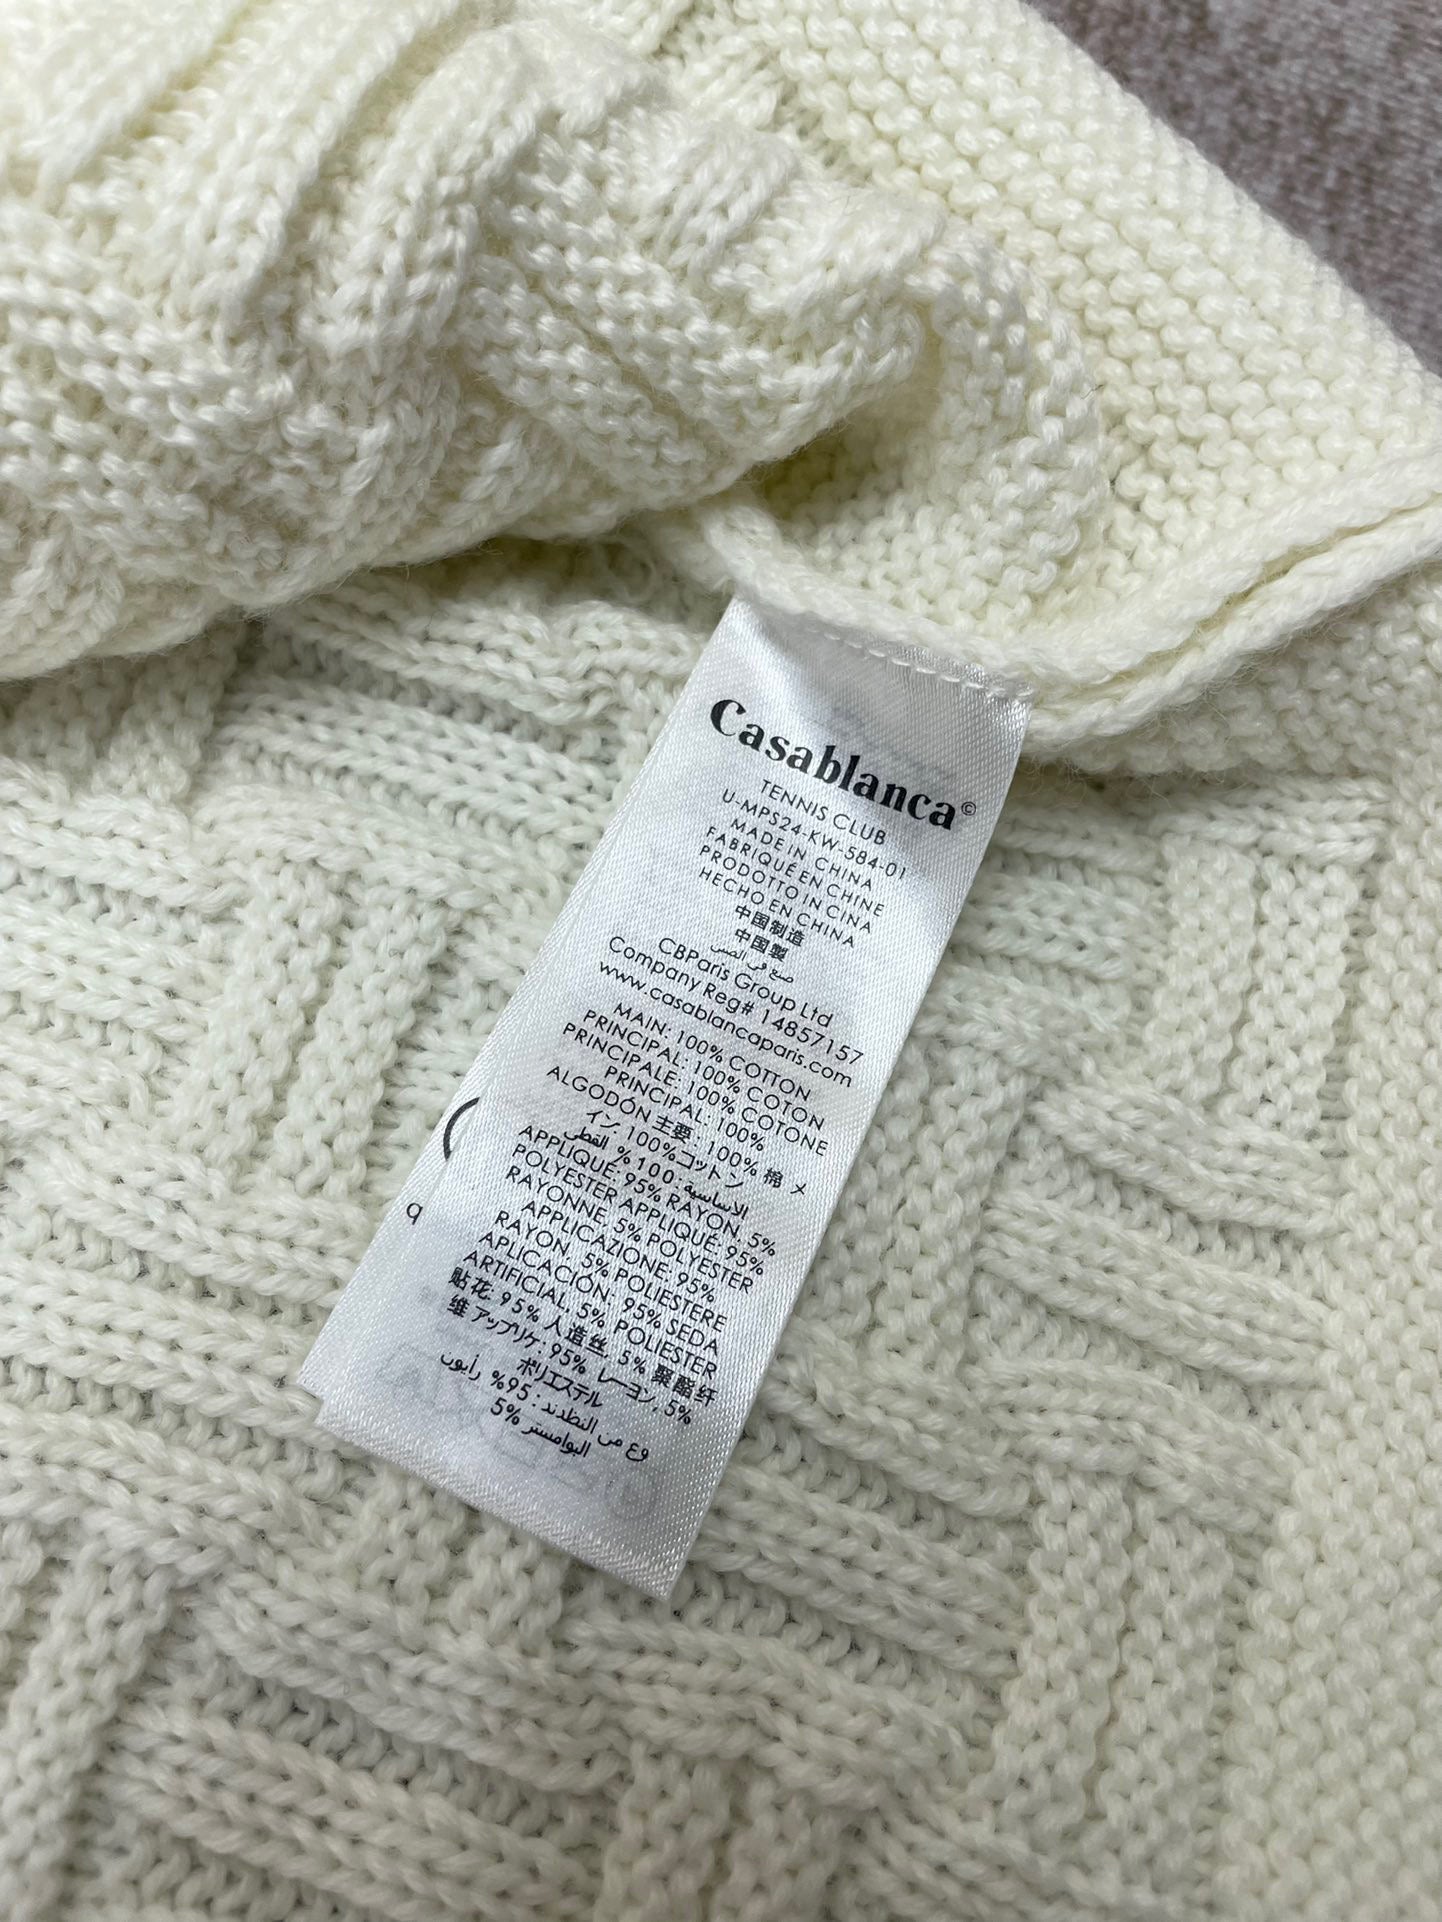 Casablanca©
TENNIS CLUB
U-MPS24-KW-584-01
MADE IN CHINA
FABRIQUÉ EN CHINE
PRODOTTO IN CINA
HECHO EN CHINA
中国制造
中国製
صنع في الصين
CBParis Group Ltd
Company Reg# 14857157
www.casablancaparis.com
MAIN: 100% COTTON
PRINCIPAL: 100% COTON
PRINCIPALE: 100% COTONE
PRINCIPAL: 100%
ALGODÓN 主要: 100% 棉 メ
イン: 100%コットン
الاساسية: 100% القطى
APPLIQUÉ: 95% RAYON, 5%
POLYESTER APPLIQUÉ: 95%
RAYONNE, 5% POLYESTER
APPLICAZIONE: 95%
RAYON, 5% POLIESTERE
APLICACIÓN: 95% SEDA
ARTIFICIAL, 5% POLIESTER
贴花: 95% 人造丝, 5% 聚酯纤
维 アップリケ: 95% レーヨン, 5%
ポリエステル
وع من النظدند: 95% رأيون
5% البوامستر
q